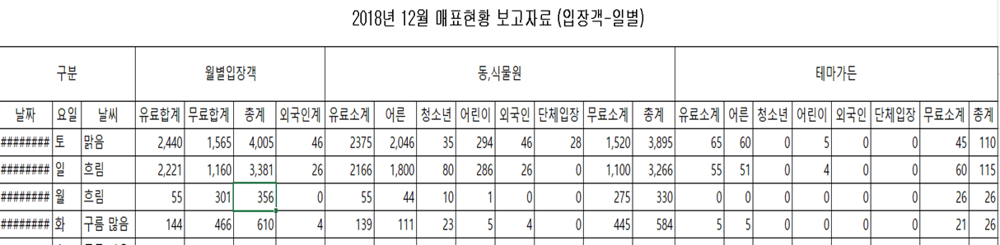 2018년 12월 매표현황 보고자료 (입장객-일별)
구분 월별입장객 동,식물원 테마가든
날짜 요일 날씨 유료합계 무료합계 총계 외국인계 유료소계 어른 청소년 어린이 외국인 단체입장 무료소계 총계 유료소계 어른 청소년 어린이 외국인 단체입장 무료소계 총계
######## 토 맑음 2,440 1,565 4,005 46 2375 2,046 35 294 46 28 1,520 3,895 65 60 0 5 0 0 45 110
######## 일 흐림 2,221 1,160 3,381 26 2166 1,800 80 286 26 0 1,100 3,266 55 51 0 4 0 0 60 115
######## 월 흐림 55 301 356 0 55 44 10 1 0 0 275 330 0 0 0 0 0 0 26 26
######## 화 구름 많음 144 466 610 4 139 111 23 5 4 0 445 584 5 5 0 0 0 0 21 26